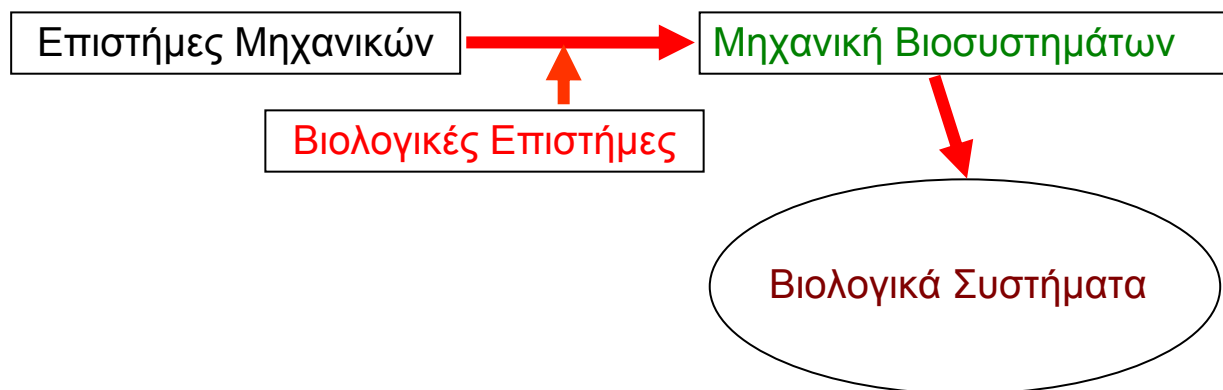 Επιστήμες Μηχανικών
Μηχανική Βιοσυστημάτων
Βιολογικές Επιστήμες
Βιολογικά Συστήματα